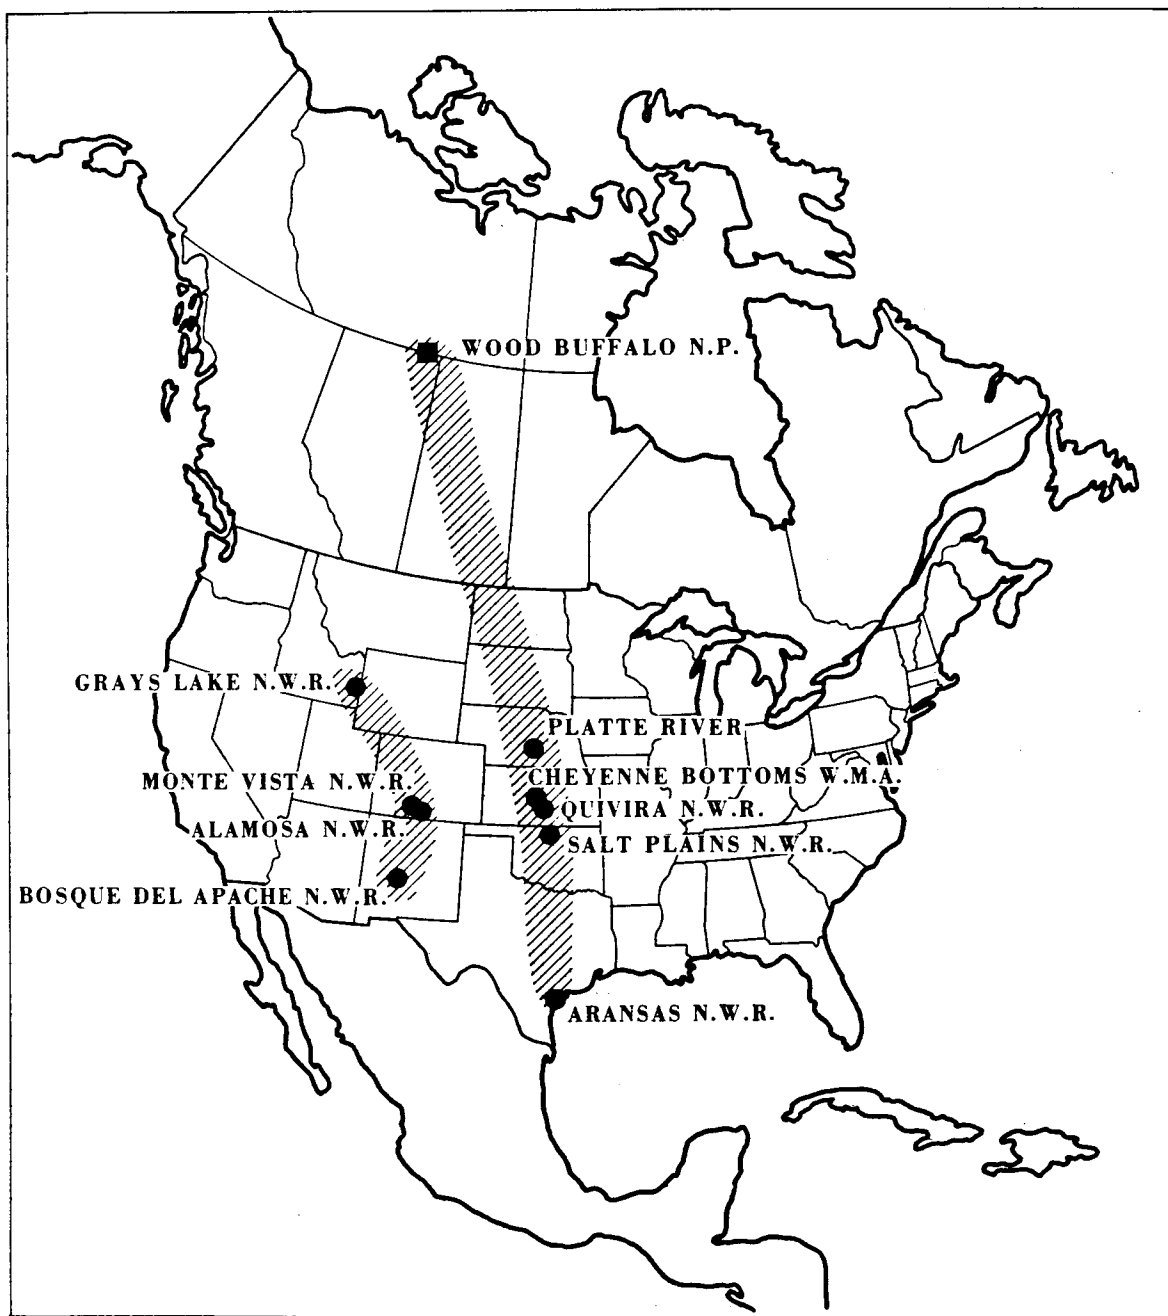 WOOD BUFFALO N.P.
GRAYS LAKE N.W.R.
PLATTE RIVER
MONTE VISTA N.W.R.
CHEYENNE BOTTOMS W.M.A.
QUIVIRA N.W.R.
ALAMOSA N.W.R.
SALT PLAINS N.W.R.
BOSQUE DEL APACHE N.W.R.
ARANSAS N.W.R.